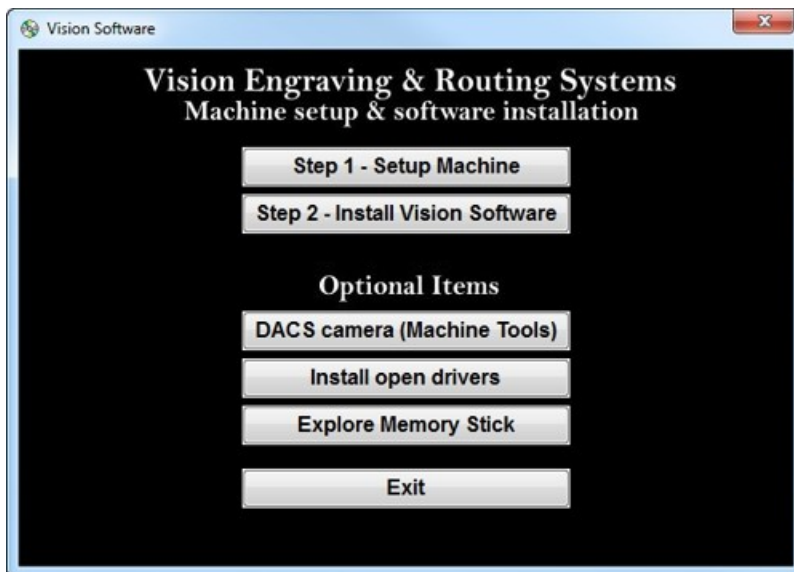 Vision Software
Vision Engraving & Routing Systems
Machine setup & software installation
Step 1 - Setup Machine
Step 2 - Install Vision Software
Optional Items
DACS camera (Machine Tools)
Install open drivers
Explore Memory Stick
Exit